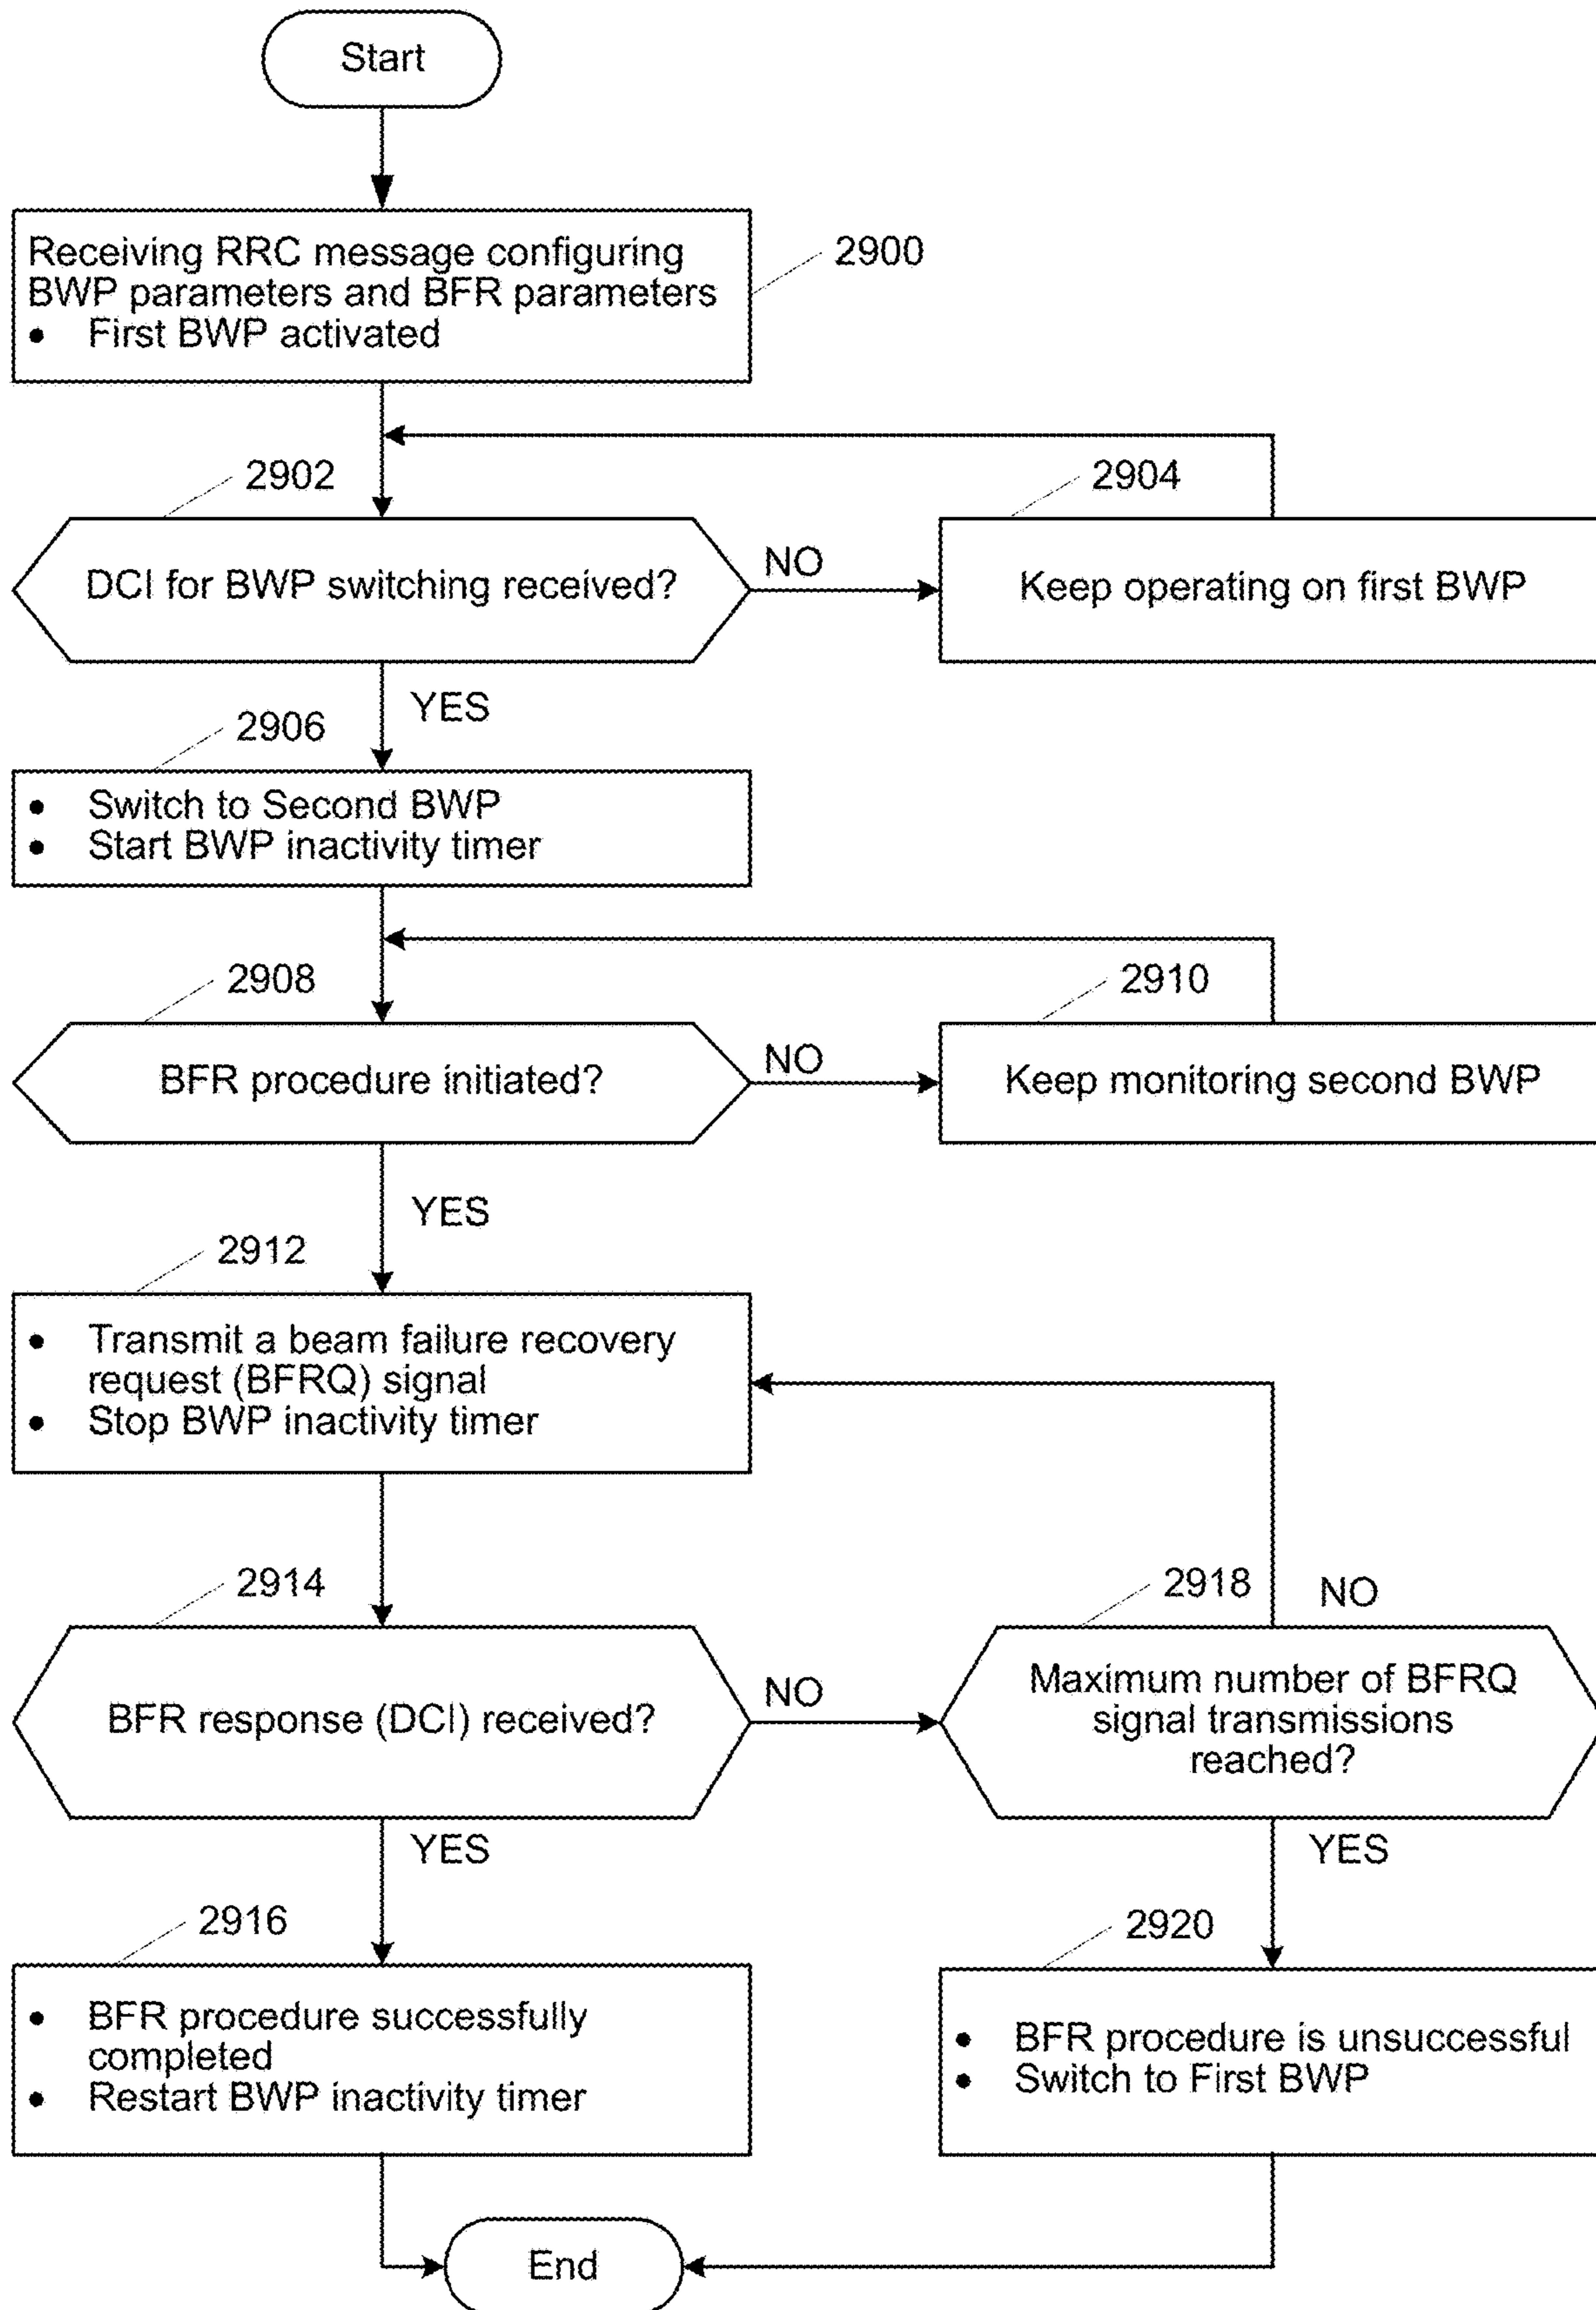 Start
Receiving RRC message configuring
BWP parameters and BFR parameters
• First BWP activated
2900
2902
2904
DCI for BWP switching received?
NO
Keep operating on first BWP
YES
2906
• Switch to Second BWP
• Start BWP inactivity timer
2908
2910
BFR procedure initiated?
NO
Keep monitoring second BWP
YES
2912
• Transmit a beam failure recovery
request (BFRQ) signal
• Stop BWP inactivity timer
2914
2918
NO
BFR response (DCI) received?
NO
Maximum number of BFRQ
signal transmissions
reached?
YES
YES
2916
2920
• BFR procedure successfully
completed
• Restart BWP inactivity timer
• BFR procedure is unsuccessful
• Switch to First BWP
End